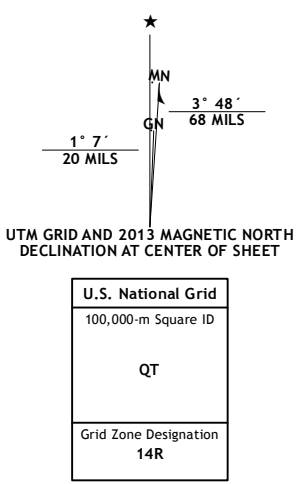 MN
3° 48´
68 MILS
GN
1° 7´
20 MILS
UTM GRID AND 2013 MAGNETIC NORTH
DECLINATION AT CENTER OF SHEET
U.S. National Grid
100,000-m Square ID
QT
Grid Zone Designation
14R